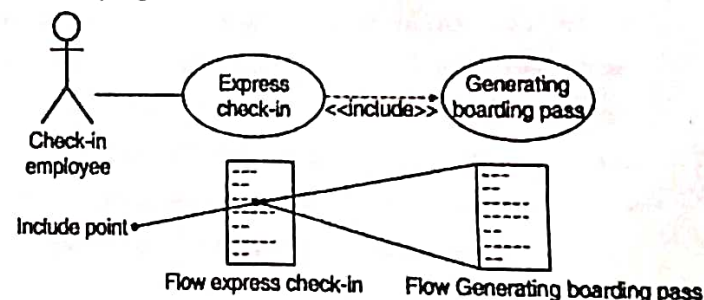 Express
check-in
<<include>>
Generating
boarding pass
Check-in
employee
Include point
Flow express check-in
Flow Generating boarding pass